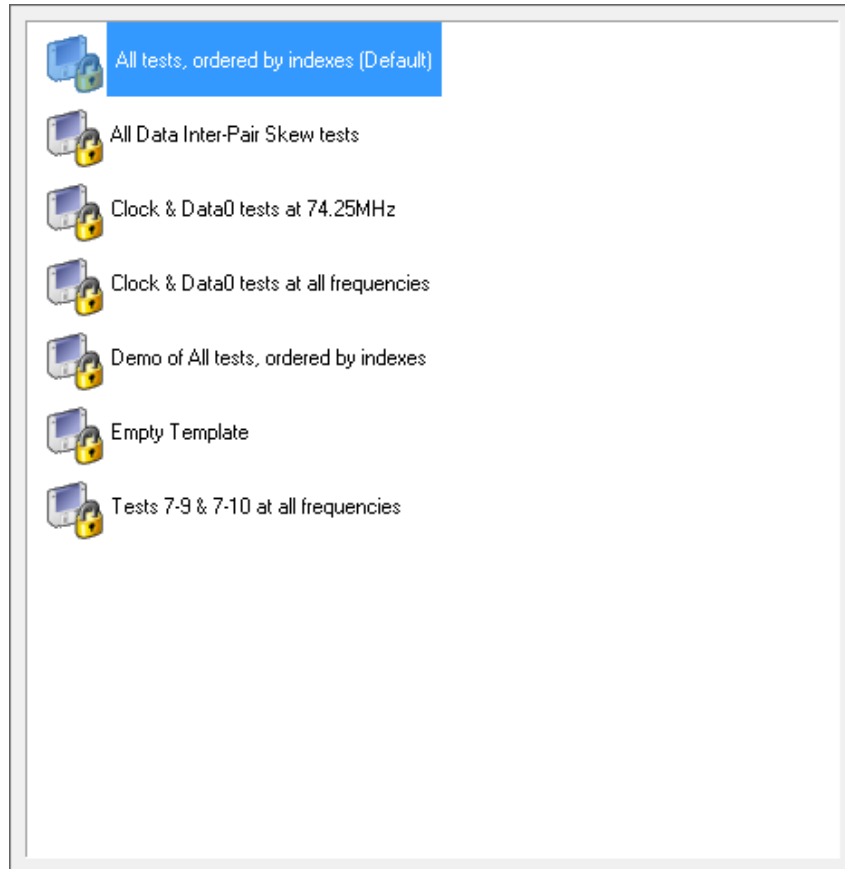 All tests, ordered by indexes (Default)
All Data Inter-Pair Skew tests
Clock & Data0 tests at 74.25MHz
Clock & Data0 tests at all frequencies
Demo of All tests, ordered by indexes
Empty Template
Tests 7-9 & 7-10 at all frequencies